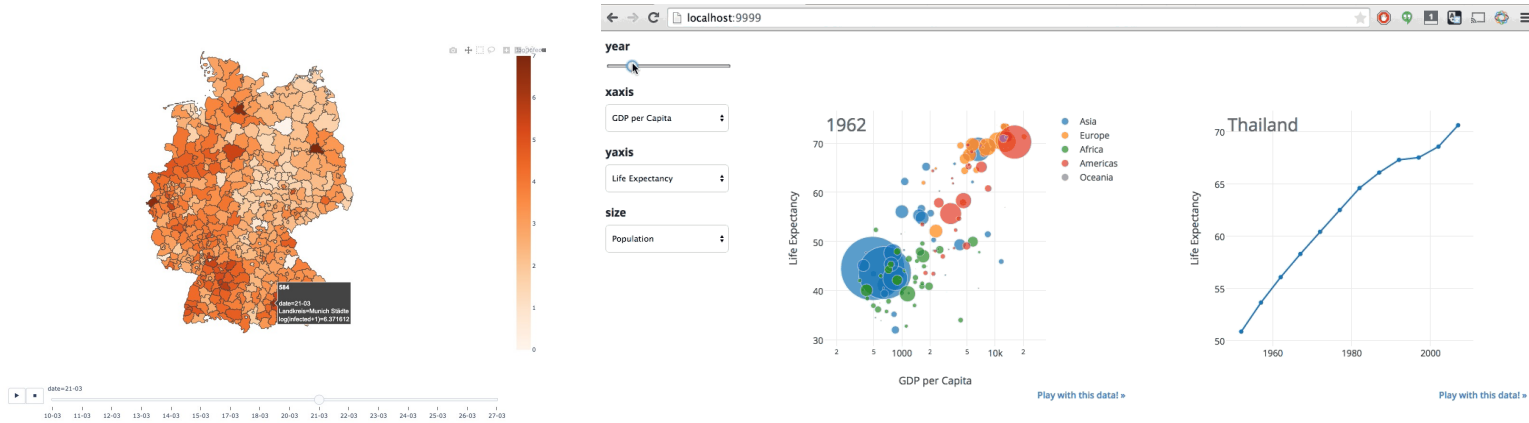 7
6
5
4
3
2
1
0
584
date=21-03
Landkreis=Munich Städte
log(infected+1)=6.371612
date=21-03
10-03 11-03 12-03 13-03 14-03 15-03 16-03 17-03 18-03 19-03 20-03 21-03 22-03 23-03 24-03 25-03 26-03 27-03
localhost:9999
1
year
xaxis
GDP per Capita
yaxis
Life Expectancy
size
Population
1962
Asia
Europe
Africa
Americas
Oceania
Life Expectancy
70
60
50
40
30
2 5 1000 2 5 10k 2
GDP per Capita
Play with this data! »
Thailand
Life Expectancy
70
65
60
55
50
1960 1980 2000
Play with this data! »